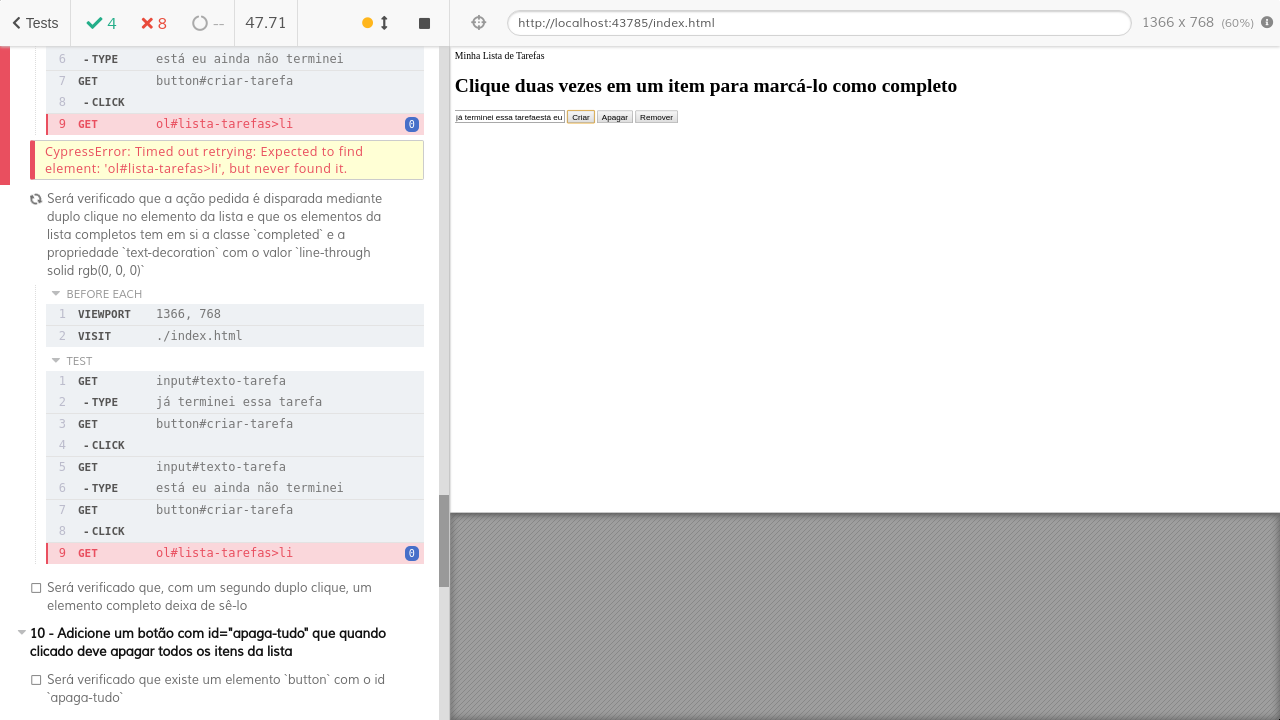 Tests 4 8 -- 47.71
http://localhost:43785/index.html 1366 x 768 (60%)
6 -TYPE está eu ainda não terminei
7 GET button#criar-tarefa
8 -CLICK
9 GET ol#lista-tarefas>li 0
CypressError: Timed out retrying: Expected to find
element: 'ol#lista-tarefas>li', but never found it.
Será verificado que a ação pedida é disparada mediante
duplo clique no elemento da lista e que os elementos da
lista completos tem em si a classe `completed` e a
propriedade `text-decoration` com o valor `line-through
solid rgb(0, 0, 0)`
BEFORE EACH
1 VIEWPORT 1366, 768
2 VISIT ./index.html
TEST
1 GET input#texto-tarefa
2 -TYPE já terminei essa tarefa
3 GET button#criar-tarefa
4 -CLICK
5 GET input#texto-tarefa
6 -TYPE está eu ainda não terminei
7 GET button#criar-tarefa
8 -CLICK
9 GET ol#lista-tarefas>li 0
Será verificado que, com um segundo duplo clique, um
elemento completo deixa de sê-lo
10 - Adicione um botão com id="apaga-tudo" que quando
clicado deve apagar todos os itens da lista
Será verificado que existe um elemento `button` com o id
`apaga-tudo`
Minha Lista de Tarefas
Clique duas vezes em um item para marcá-lo como completo
já terminei essa tarefaestá eu Criar Apagar Remover